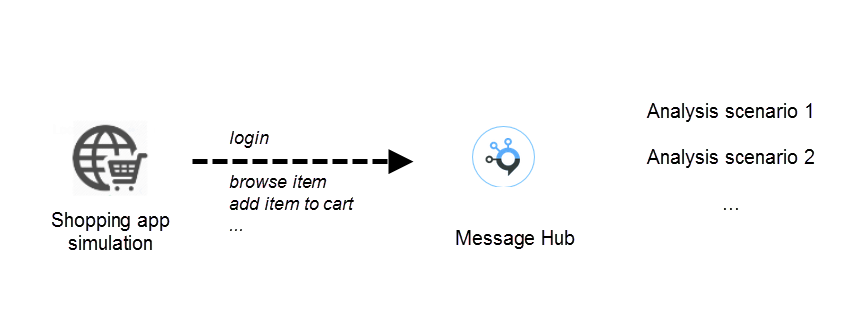 login
browse item
add item to cart
...
Shopping app
simulation
Message Hub
Analysis scenario 1
Analysis scenario 2
...